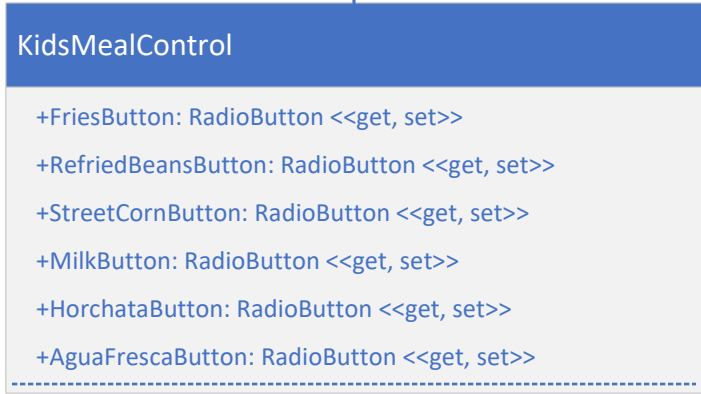 KidsMealControl
+FriesButton: RadioButton <<get, set>>
+RefriedBeansButton: RadioButton <<get, set>>
+StreetCornButton: RadioButton <<get, set>>
+MilkButton: RadioButton <<get, set>>
+HorchataButton: RadioButton <<get, set>>
+AguaFrescaButton: RadioButton <<get, set>>